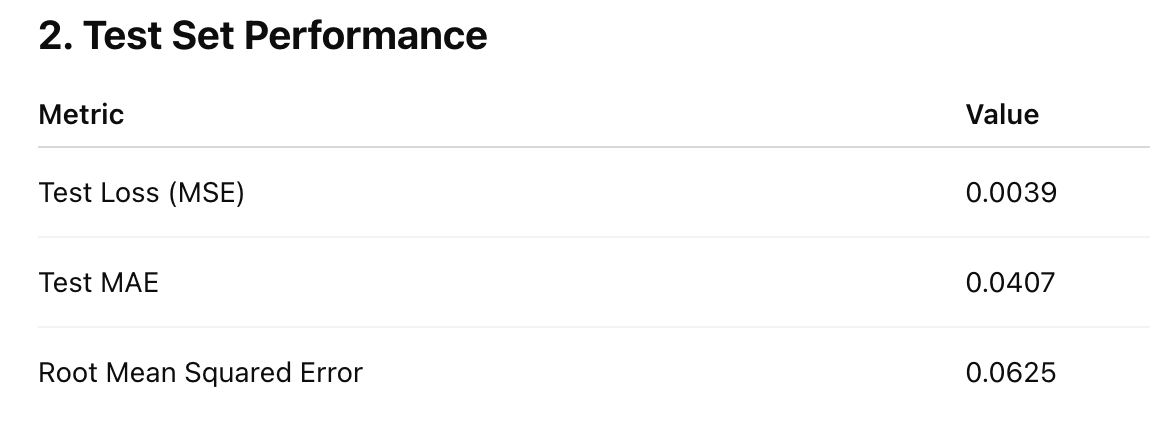 2. Test Set Performance
Metric Value
Test Loss (MSE) 0.0039
Test MAE 0.0407
Root Mean Squared Error 0.0625